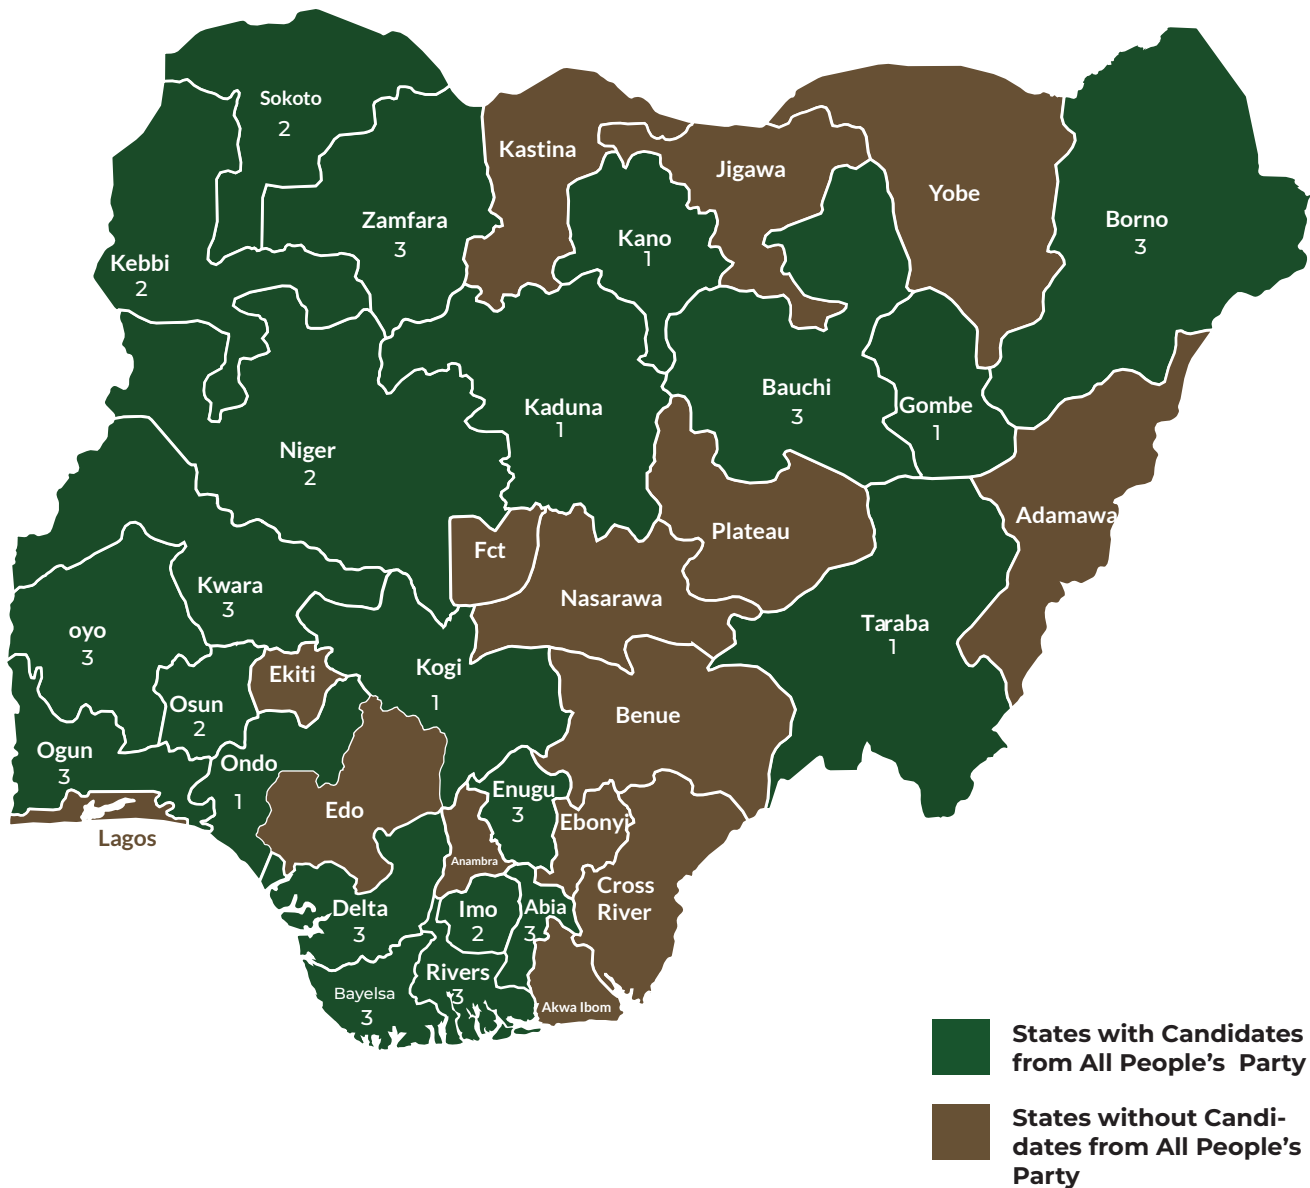 Sokoto
2
Kastina
Jigawa
Yobe
Borno
3
Zamfara
3
Kano
1
Kebbi
2
Bauchi
3
Gombe
1
Kaduna
1
Niger
2
Adamawa
Plateau
Fct
Nasarawa
Kwara
3
Taraba
1
oyo
3
Kogi
1
Ekiti
Osun
2
Benue
Ogun
3
Ondo
1
Edo
Enugu
3
Ebonyi
Lagos
Anambra
Cross
River
Delta
3
Imo
2
Abia
3
Rivers
3
Bayelsa
3
Akwa Ibom
States with Candidates
from All People’s Party
States without Candi-
dates from All People’s
Party